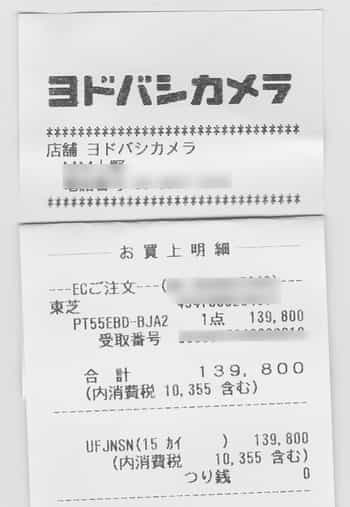 ヨドバシカメラ
******************************
店舗 ヨドバシカメラ
******************************
お買上明細
---ECご注文---(
東芝
PT55EBD-BJA2 1点 139,800
受取番号
合 計 139,800
(内消費税 10,355 含む)
UFJNSN(15 カイ ) 139,800
(内消費税 10,355 含む)
つり銭 0